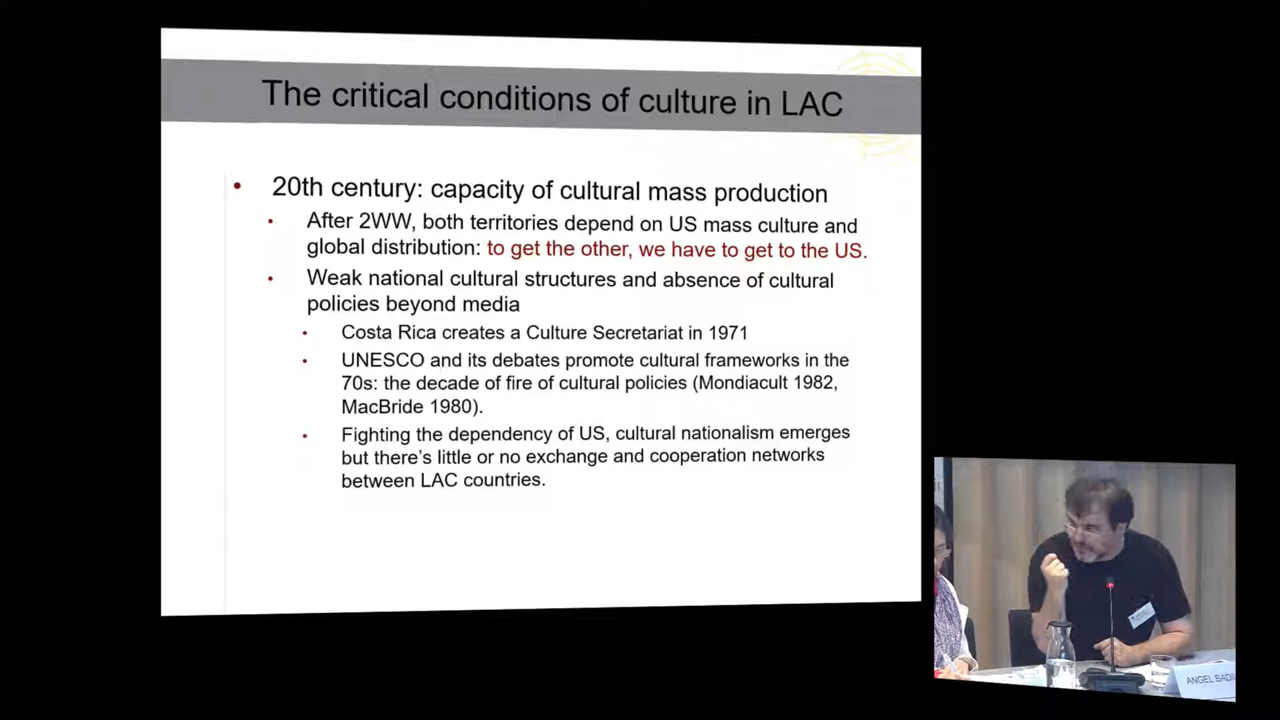 The critical conditions of culture in LAC
• 20th century: capacity of cultural mass production
• After 2WW, both territories depend on US mass culture and
global distribution: to get the other, we have to get to the US.
• Weak national cultural structures and absence of cultural
policies beyond media
• Costa Rica creates a Culture Secretariat in 1971
• UNESCO and its debates promote cultural frameworks in the
70s: the decade of fire of cultural policies (Mondiacult 1982,
MacBride 1980).
• Fighting the dependency of US, cultural nationalism emerges
but there's little or no exchange and cooperation networks
between LAC countries.
ANGEL